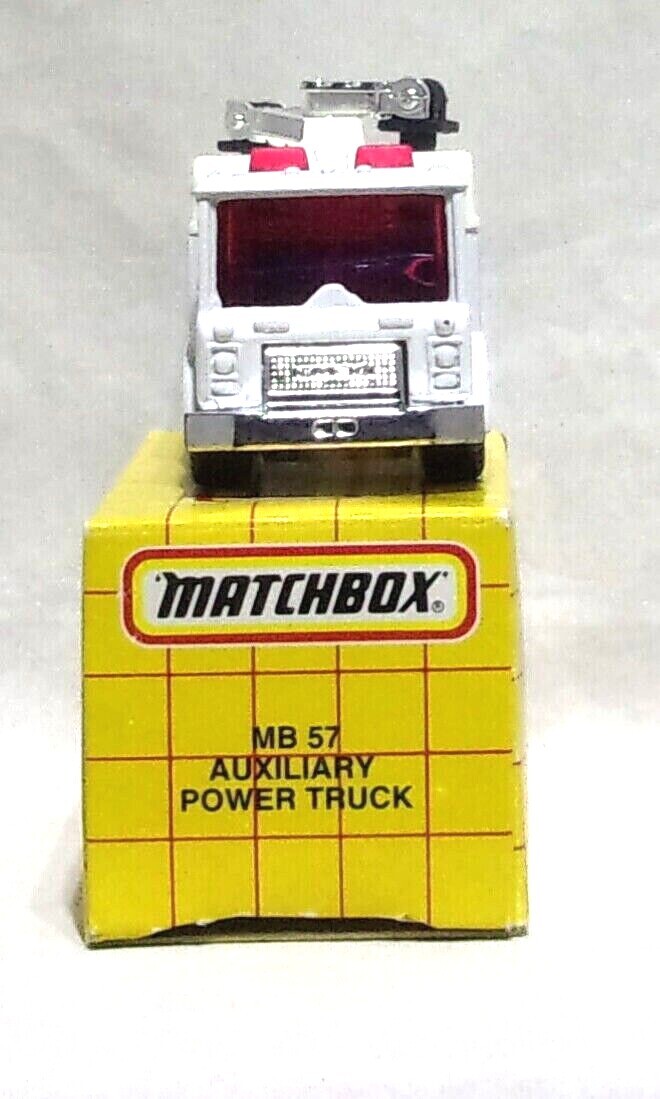 MATCHBOX®
MB 57
AUXILIARY
POWER TRUCK